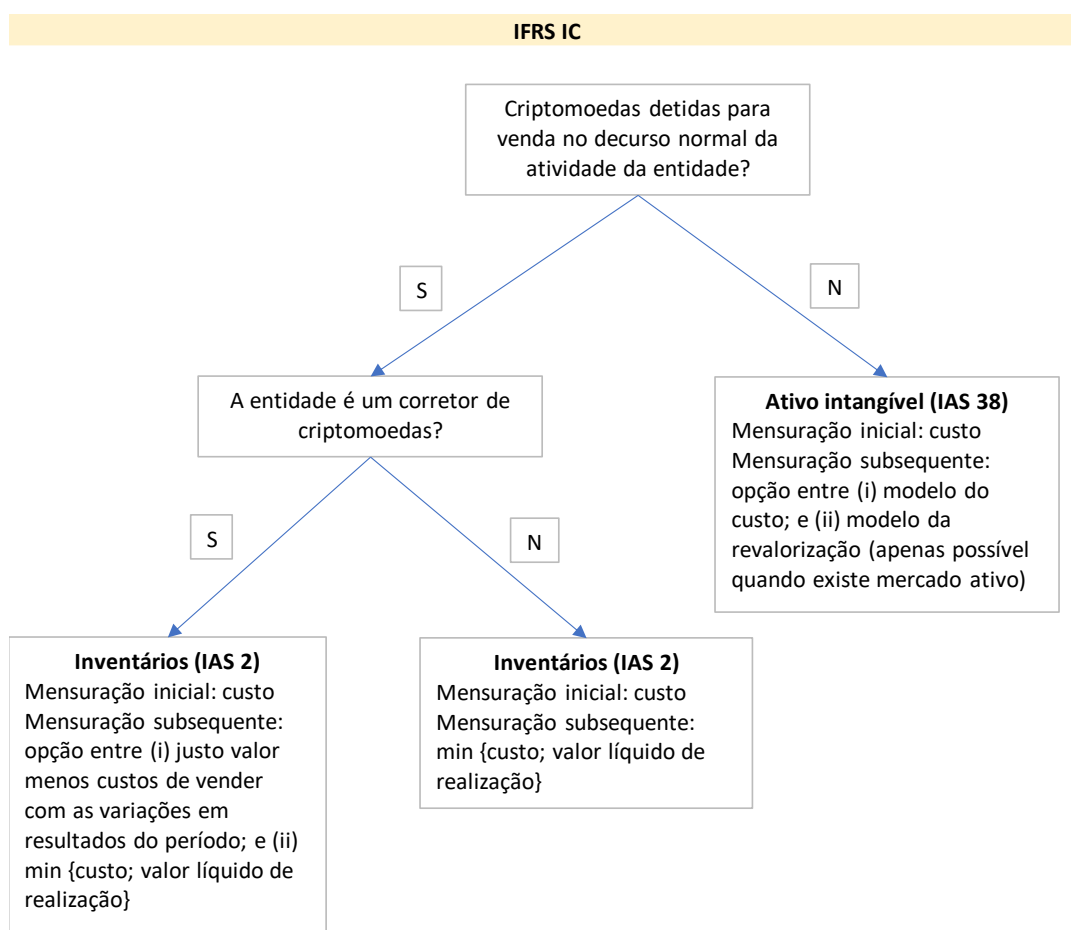 IFRS IC
Criptomoedas detidas para
venda no decurso normal da
atividade da entidade?
S
N
A entidade é um corretor de
criptomoedas?
Ativo intangível (IAS 38)
Mensuração inicial: custo
Mensuração subsequente:
opção entre (i) modelo do
custo; e (ii) modelo da
revalorização (apenas possível
quando existe mercado ativo)
S
N
Inventários (IAS 2)
Mensuração inicial: custo
Mensuração subsequente:
opção entre (i) justo valor
menos custos de vender
com as variações em
resultados do período; e (ii)
min {custo; valor líquido de
realização}
Inventários (IAS 2)
Mensuração inicial: custo
Mensuração subsequente:
min {custo; valor líquido de
realização}